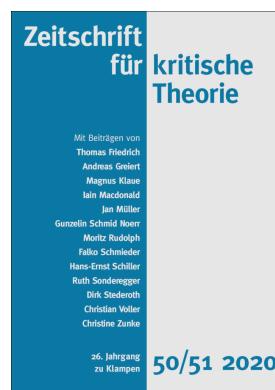 Zeitschrift
für kritische
Theorie
Mit Beiträgen von
Thomas Friedrich
Andreas Greiert
Magnus Klaue
Iain Macdonald
Jan Müller
Gunzelin Schmid Noerr
Moritz Rudolph
Falko Schmieder
Hans-Ernst Schiller
Ruth Sonderegger
Dirk Stederoth
Christian Voller
Christine Zunke
26. Jahrgang
zu Klampen
50/51 2020